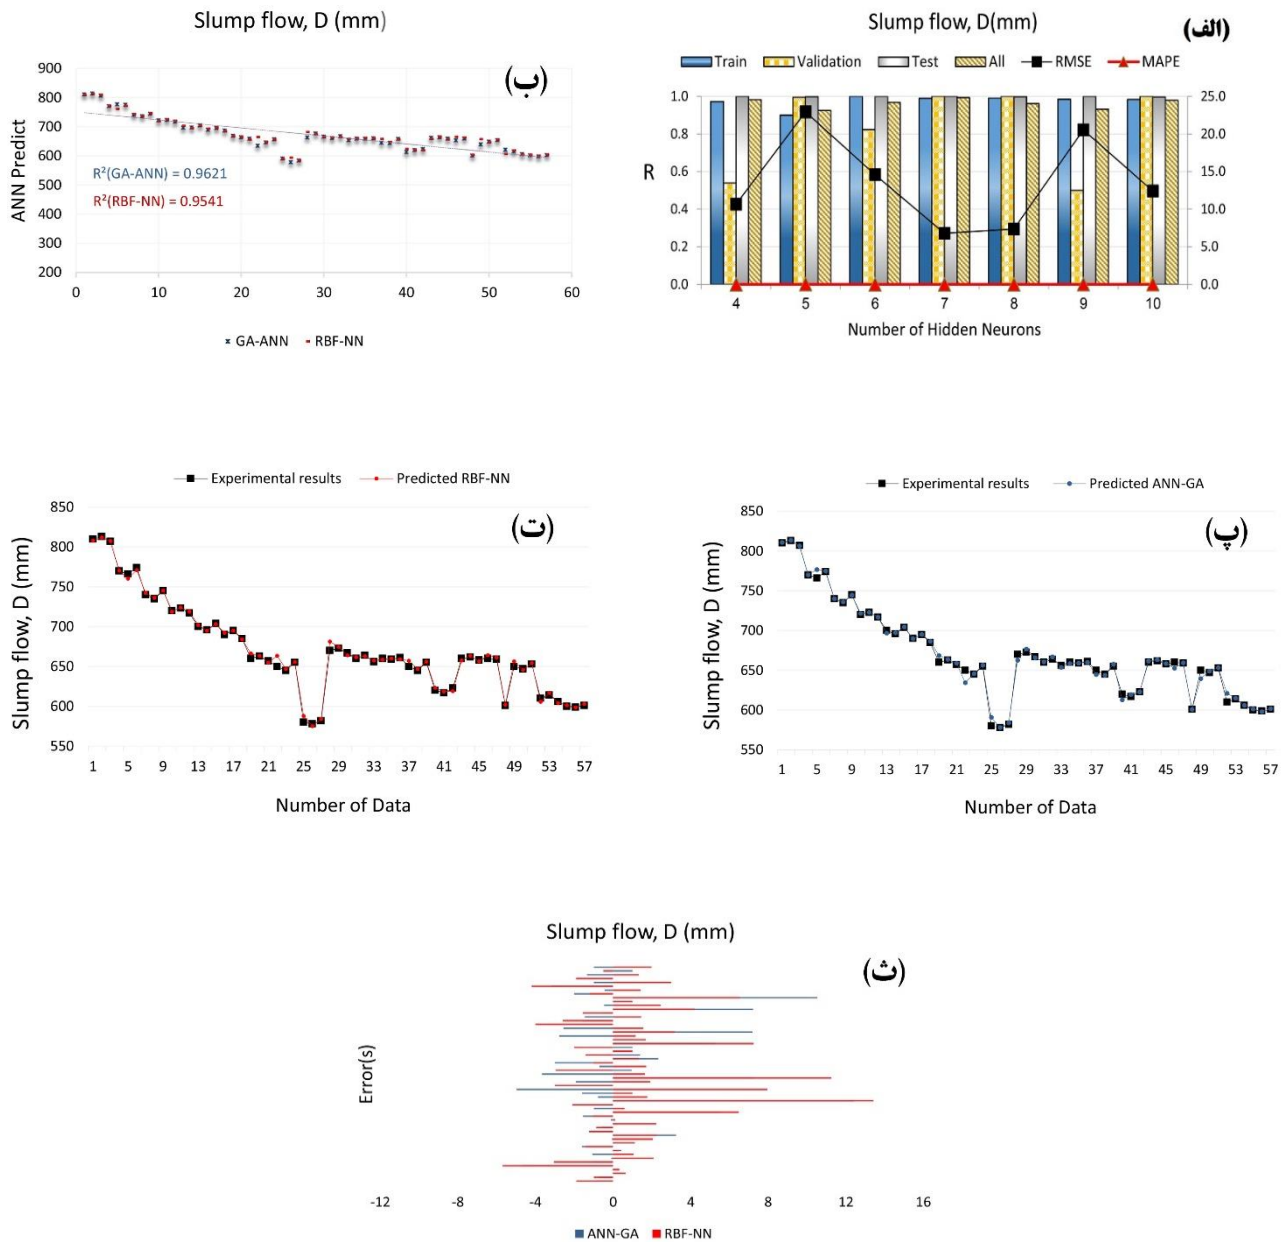 Slump flow, D (mm)
(ب)
900
800
700
600
500
400
300
200
ANN Predict
R²(GA-ANN) = 0.9621
R²(RBF-NN) = 0.9541
0 10 20 30 40 50 60
GA-ANN RBF-NN
Slump flow, D(mm)
(الف)
Train Validation Test All RMSE MAPE
1.0
0.8
0.6
0.4
0.2
0.0
R
25.0
20.0
15.0
10.0
5.0
0.0
4 5 6 7 8 9 10
Number of Hidden Neurons
Experimental results Predicted RBF-NN
(ت)
850
800
750
700
650
600
550
Slump flow, D (mm)
1 5 9 13 17 21 25 29 33 37 41 45 49 53 57
Number of Data
Experimental results Predicted ANN-GA
(پ)
850
800
750
700
650
600
550
Slump flow, D (mm)
1 5 9 13 17 21 25 29 33 37 41 45 49 53 57
Number of Data
Slump flow, D (mm)
(ث)
Error(s)
-12 -8 -4 0 4 8 12 16
ANN-GA RBF-NN